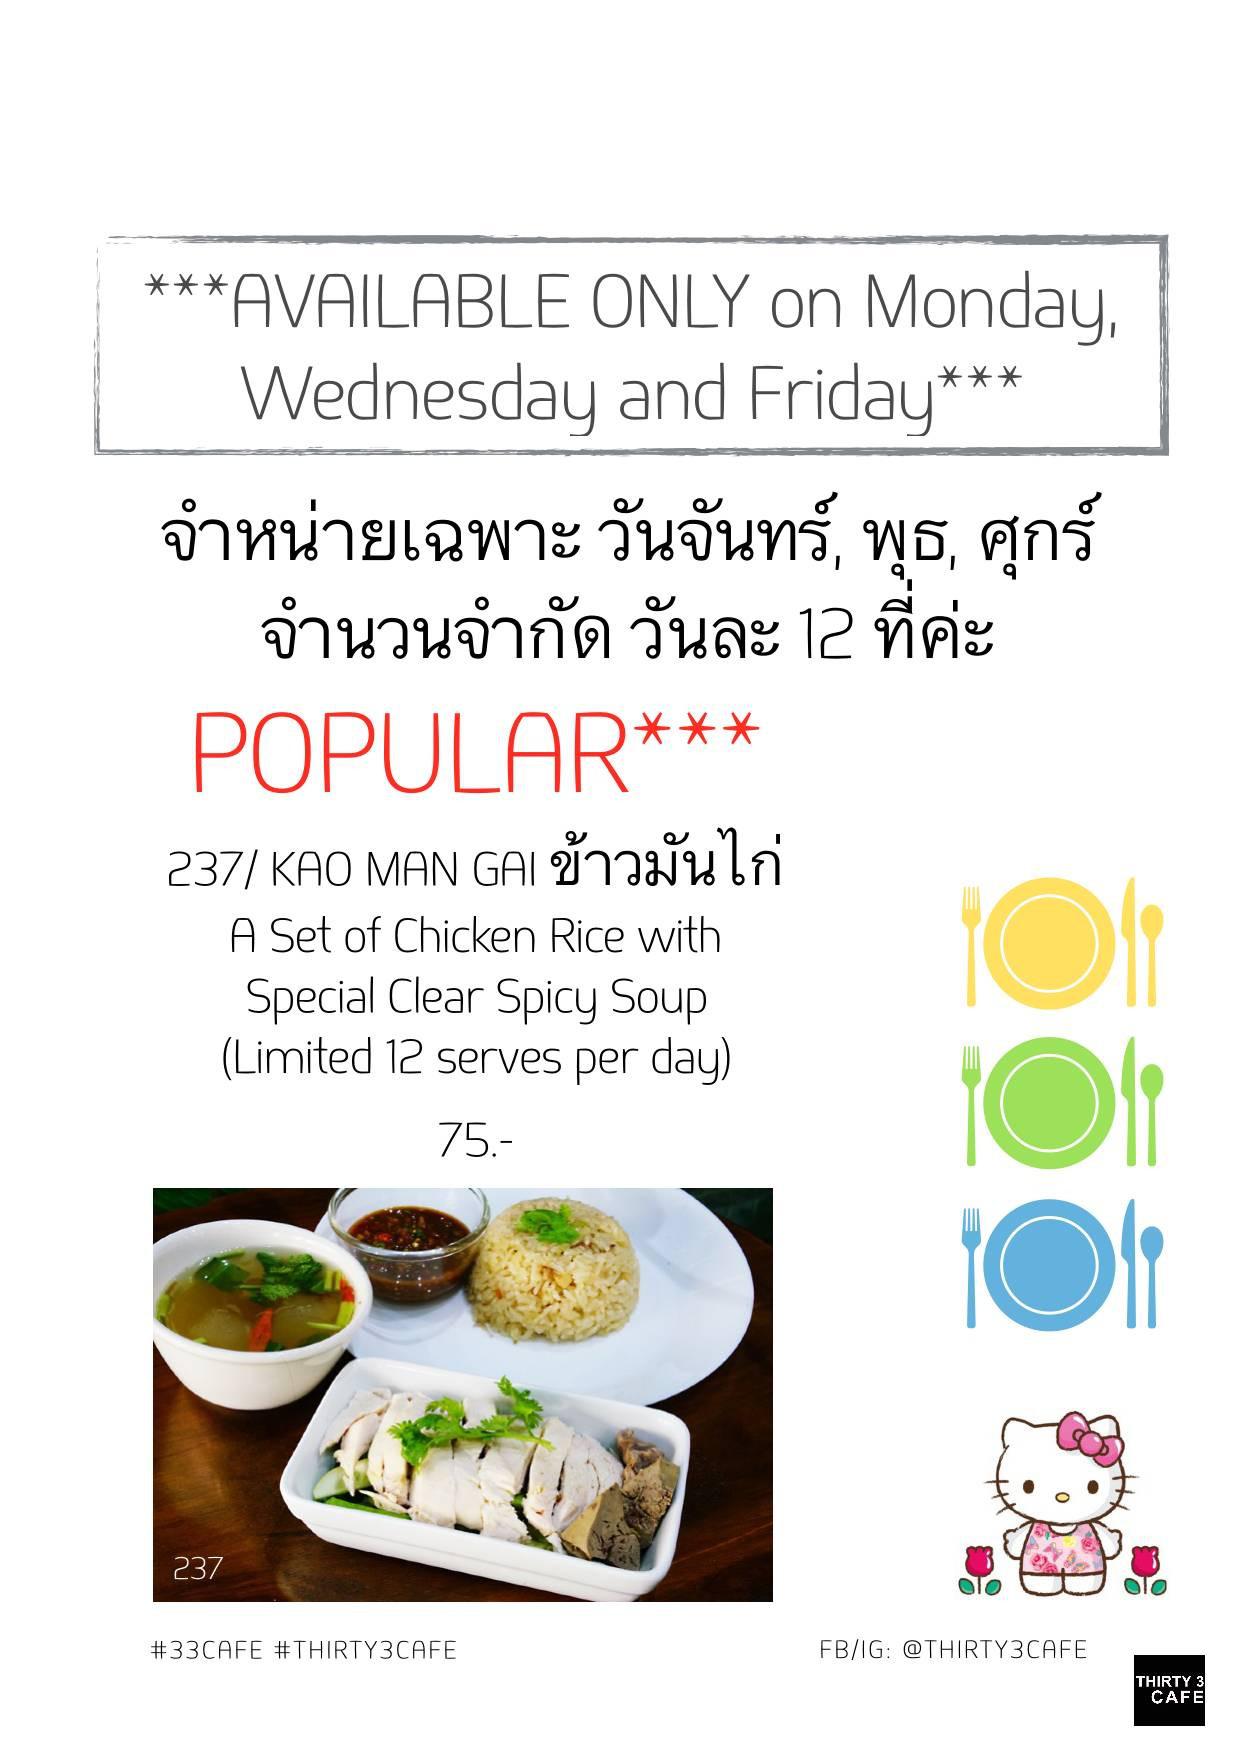 ***AVAILABLE ONLY on Monday,
Wednesday and Friday***
จำหน่ายเฉพาะ วันจันทร์, พุธ, ศุกร์
จำนวนจำกัด วันละ 12 ที่ค่ะ
POPULAR***
237/ KAO MAN GAI ข้าวมันไก่
A Set of Chicken Rice with
Special Clear Spicy Soup
(Limited 12 serves per day)
75.-
237
#33CAFE #THIRTY3CAFE
FB/IG: @THIRTY3CAFE
THIRTY 3
CAFE